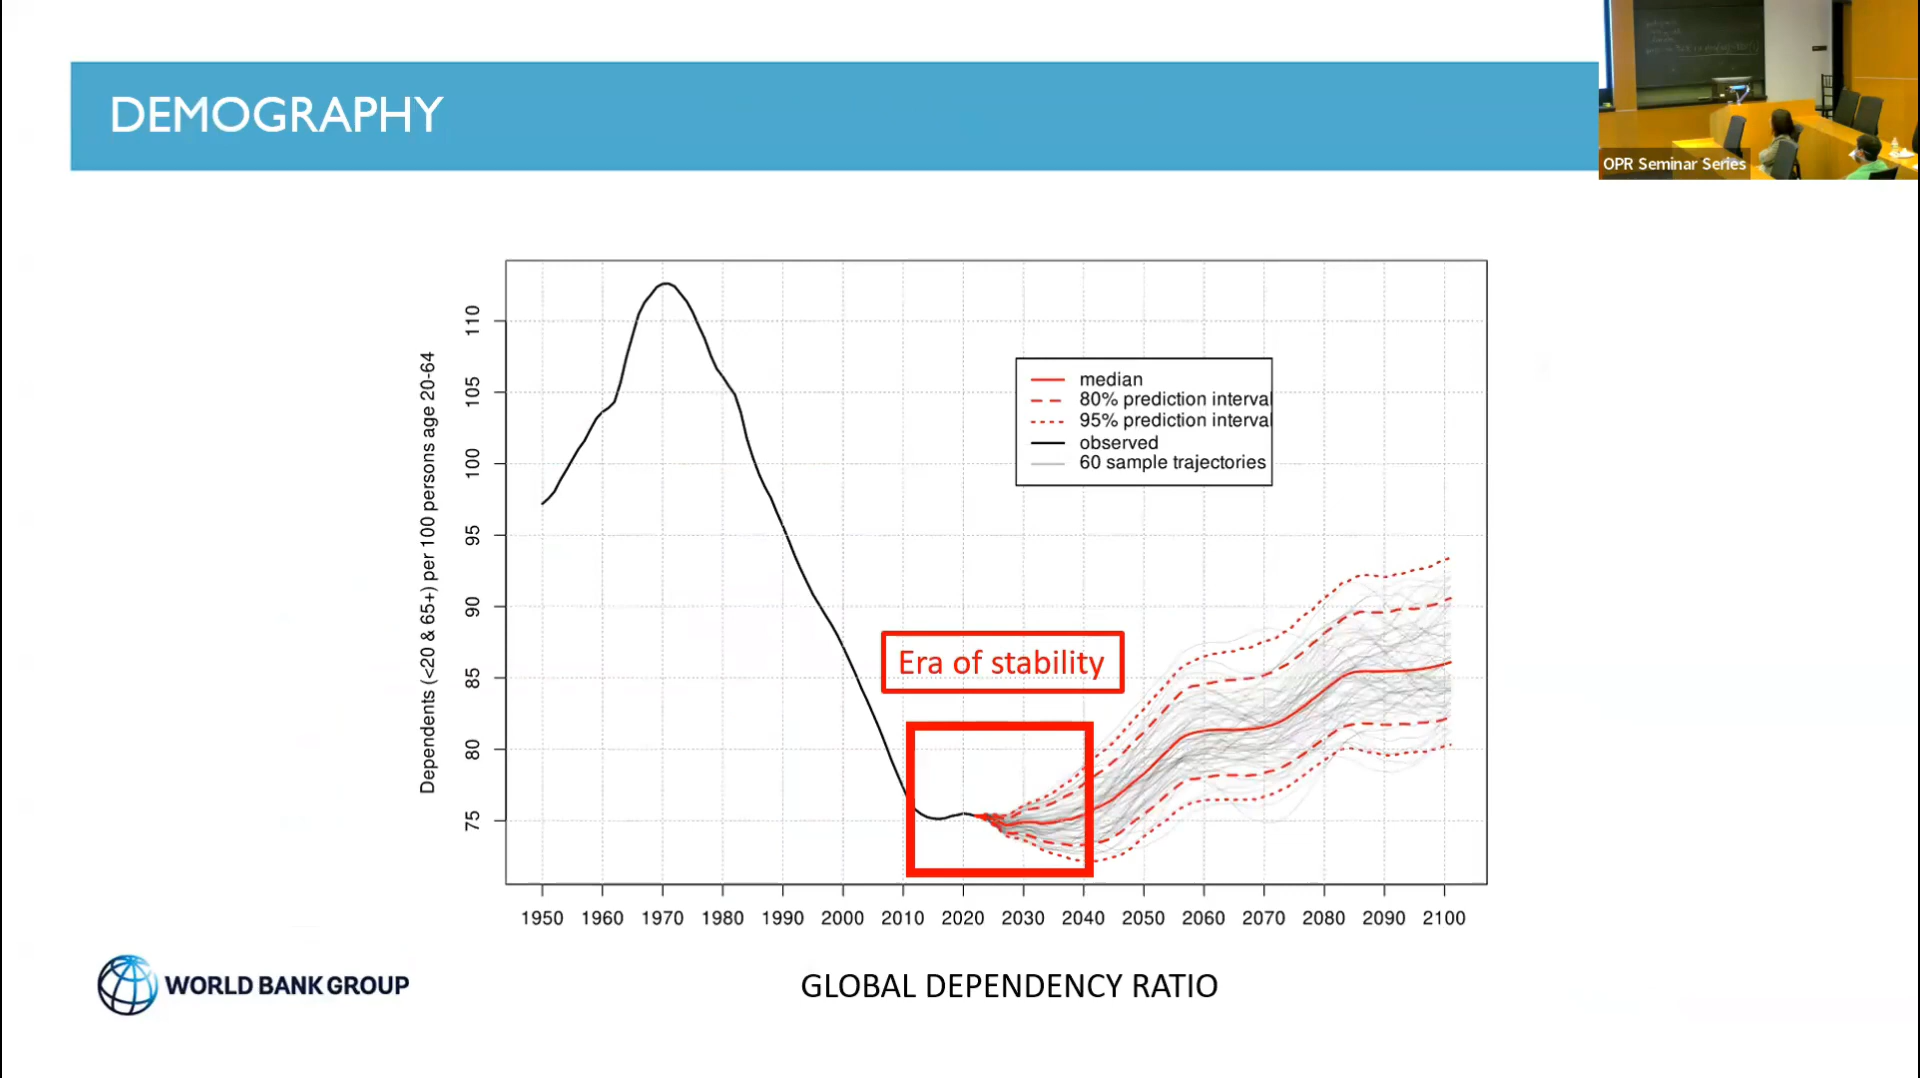 DEMOGRAPHY
OPR Seminar Series
Dependents (<20 & 65+) per 100 persons age 20-64
110
105
100
95
90
85
80
75
median
80% prediction interval
95% prediction interval
observed
60 sample trajectories
Era of stability
1950 1960 1970 1980 1990 2000 2010 2020 2030 2040 2050 2060 2070 2080 2090 2100
GLOBAL DEPENDENCY RATIO
WORLD BANK GROUP